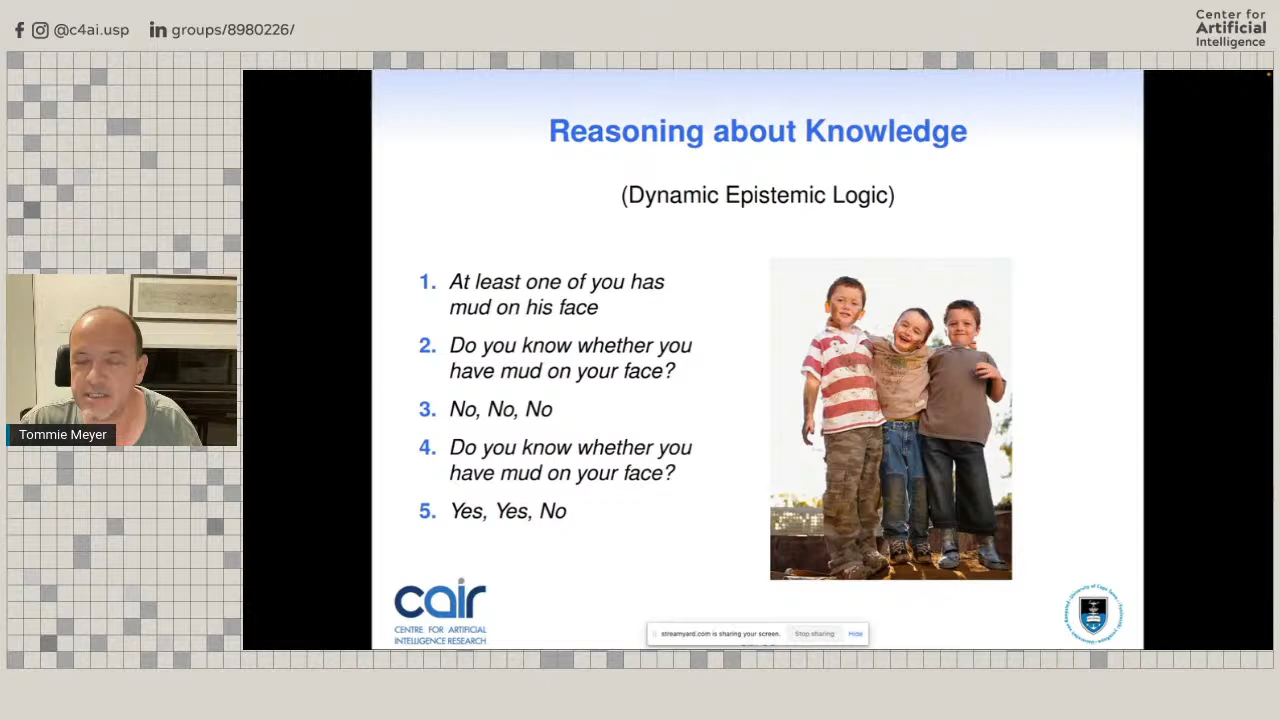 @c4ai.usp
groups/8980226/
Center for
Artificial
Intelligence
Reasoning about Knowledge
(Dynamic Epistemic Logic)
1. At least one of you has
mud on his face
2. Do you know whether you
have mud on your face?
3. No, No, No
4. Do you know whether you
have mud on your face?
5. Yes, Yes, No
Tommie Meyer
cair
CENTRE FOR ARTIFICIAL
INTELLIGENCE RESEARCH
streamyard.com is sharing your screen.
Stop sharing
Hide